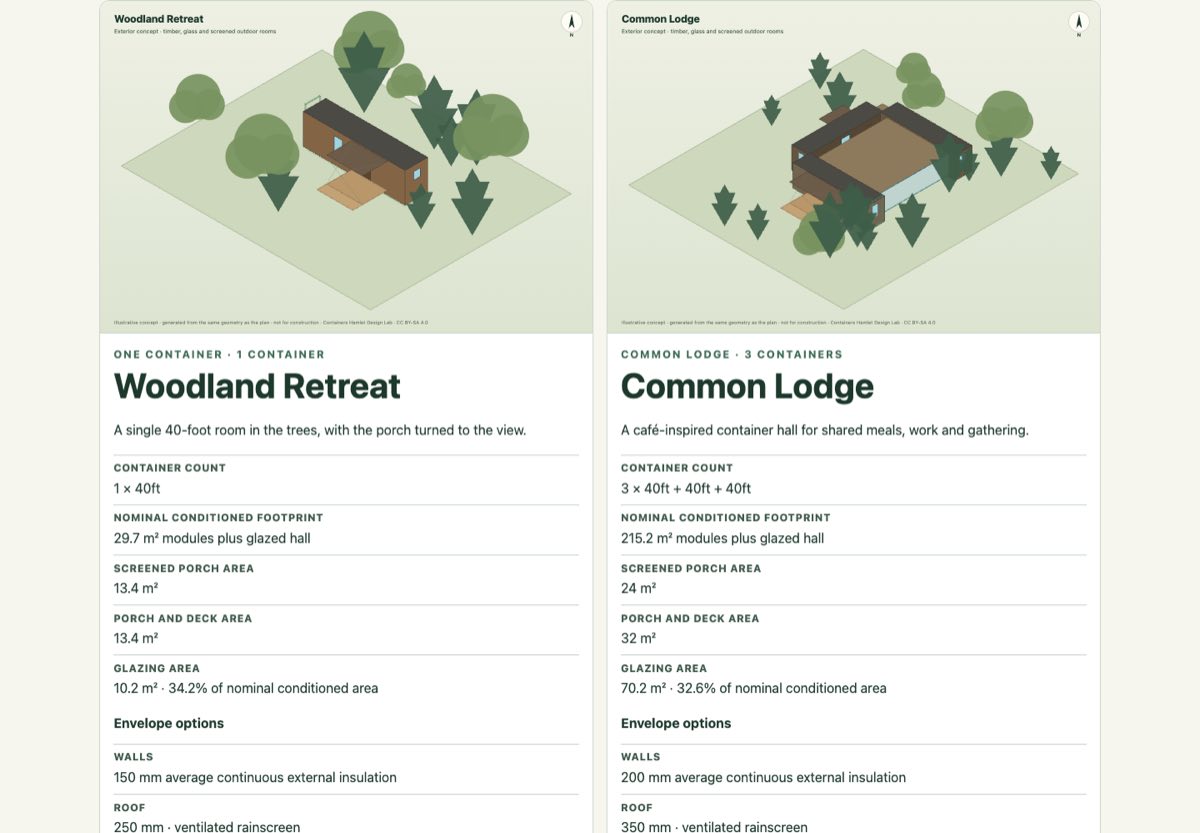 Woodland Retreat
Exterior concept · timber, glass and screened outdoor rooms
N
Illustrative concept · generated from the same geometry as the plan · not for construction · Containers Hamlet Design Lab · CC BY-SA 4.0
ONE CONTAINER · 1 CONTAINER
Woodland Retreat
A single 40-foot room in the trees, with the porch turned to the view.
CONTAINER COUNT
1 × 40ft
NOMINAL CONDITIONED FOOTPRINT
29.7 m² modules plus glazed hall
SCREENED PORCH AREA
13.4 m²
PORCH AND DECK AREA
13.4 m²
GLAZING AREA
10.2 m² · 34.2% of nominal conditioned area
Envelope options
WALLS
150 mm average continuous external insulation
ROOF
250 mm · ventilated rainscreen
Common Lodge
Exterior concept · timber, glass and screened outdoor rooms
N
Illustrative concept · generated from the same geometry as the plan · not for construction · Containers Hamlet Design Lab · CC BY-SA 4.0
COMMON LODGE · 3 CONTAINERS
Common Lodge
A café-inspired container hall for shared meals, work and gathering.
CONTAINER COUNT
3 × 40ft + 40ft + 40ft
NOMINAL CONDITIONED FOOTPRINT
215.2 m² modules plus glazed hall
SCREENED PORCH AREA
24 m²
PORCH AND DECK AREA
32 m²
GLAZING AREA
70.2 m² · 32.6% of nominal conditioned area
Envelope options
WALLS
200 mm average continuous external insulation
ROOF
350 mm · ventilated rainscreen